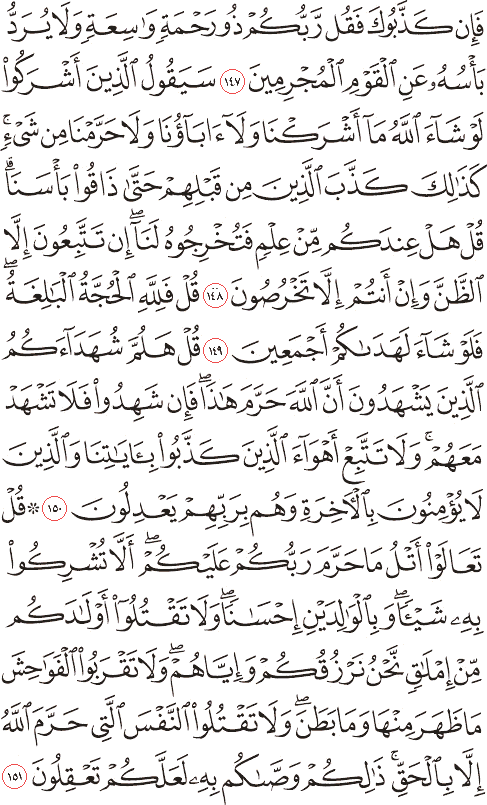 فَإِن كَذَّبُوكَ فَقُل رَّبُّكُمْ ذُو رَحْمَةٍ وَٰسِعَةٍ وَلَا يُرَدُّ
بَأْسُهُۥ عَنِ ٱلْقَوْمِ ٱلْمُجْرِمِينَ ١٤٧ سَيَقُولُ ٱلَّذِينَ أَشْرَكُوا۟
لَوْ شَآءَ ٱللَّهُ مَآ أَشْرَكْنَا وَلَآ ءَابَآؤُنَا وَلَا حَرَّمْنَا مِن شَىْءٍ ۚ
كَذَٰلِكَ كَذَّبَ ٱلَّذِينَ مِن قَبْلِهِمْ حَتَّىٰ ذَاقُوا۟ بَأْسَنَا ۗ
قُلْ هَلْ عِندَكُم مِّنْ عِلْمٍ فَتُخْرِجُوهُ لَنَآ ۖ إِن تَتَّبِعُونَ إِلَّا
ٱلظَّنَّ وَإِنْ أَنتُمْ إِلَّا تَخْرُصُونَ ١٤٨ قُلْ فَلِلَّهِ ٱلْحُجَّةُ ٱلْبَٰلِغَةُ ۖ
فَلَوْ شَآءَ لَهَدَىٰكُمْ أَجْمَعِينَ ١٤٩ قُلْ هَلُمَّ شُهَدَآءَكُمُ
ٱلَّذِينَ يَشْهَدُونَ أَنَّ ٱللَّهَ حَرَّمَ هَٰذَا ۖ فَإِن شَهِدُوا۟ فَلَا تَشْهَدْ
مَعَهُمْ ۚ وَلَا تَتَّبِعْ أَهْوَآءَ ٱلَّذِينَ كَذَّبُوا۟ بِـَٔايَٰتِنَا وَٱلَّذِينَ
لَا يُؤْمِنُونَ بِٱلْءَاخِرَةِ وَهُم بِرَبِّهِمْ يَعْدِلُونَ ١٥٠ ۞ قُلْ
تَعَالَوْا۟ أَتْلُ مَا حَرَّمَ رَبُّكُمْ عَلَيْكُمْ ۖ أَلَّا تُشْرِكُوا۟
بِهِۦ شَيْـًٔا ۖ وَبِٱلْوَٰلِدَيْنِ إِحْسَٰنًا ۖ وَلَا تَقْتُلُوٓا۟ أَوْلَٰدَكُم
مِّنْ إِمْلَٰقٍ ۖ نَّحْنُ نَرْزُقُكُمْ وَإِيَّاهُمْ ۖ وَلَا تَقْرَبُوا۟ ٱلْفَوَٰحِشَ
مَا ظَهَرَ مِنْهَا وَمَا بَطَنَ ۖ وَلَا تَقْتُلُوا۟ ٱلنَّفْسَ ٱلَّتِى حَرَّمَ ٱللَّهُ
إِلَّا بِٱلْحَقِّ ۚ ذَٰلِكُمْ وَصَّىٰكُم بِهِۦ لَعَلَّكُمْ تَعْقِلُونَ ١٥١